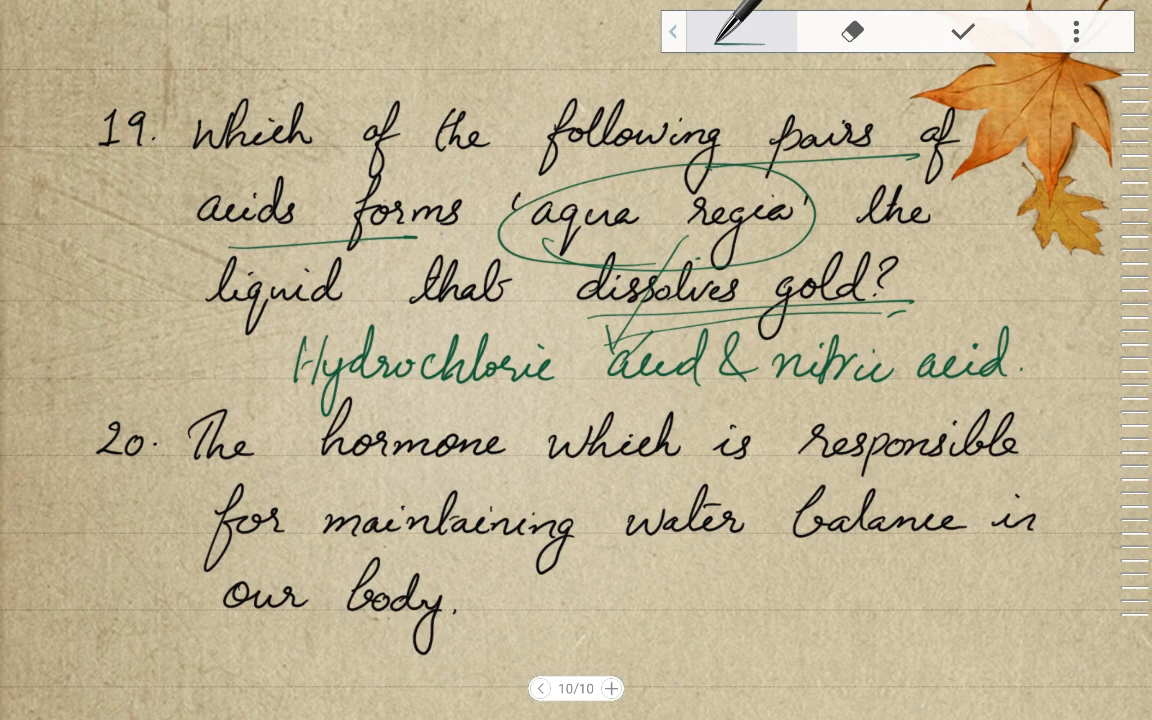 19. Which of the following pairs of
acids forms 'aqua regia' the
liquid that dissolves gold?
Hydrochloric acid & nitric acid.
20. The hormone which is responsible
for maintaining water balance in
our body.
10/10